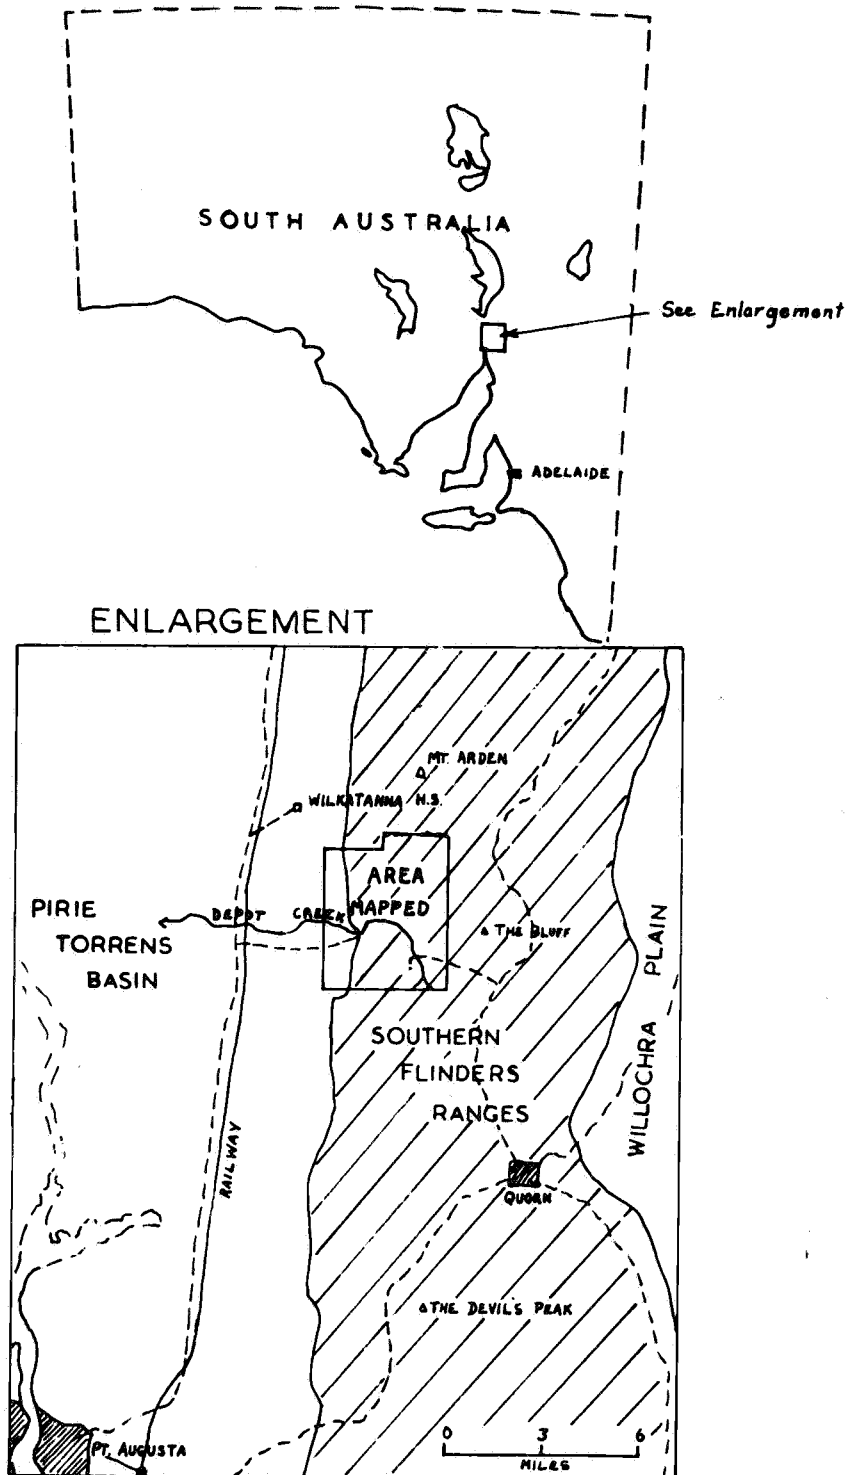 SOUTH AUSTRALIA
See Enlargement
ADELAIDE
ENLARGEMENT
MT. ARDEN
WILKATANNA H.S.
AREA
MAPPED
DEPOT CREEK
PIRIE
TORRENS
BASIN
THE BLUFF
WILLOCHRA PLAIN
SOUTHERN
FLINDERS
RANGES
RAILWAY
QUORN
THE DEVIL'S PEAK
PT. AUGUSTA
0 3 6
MILES